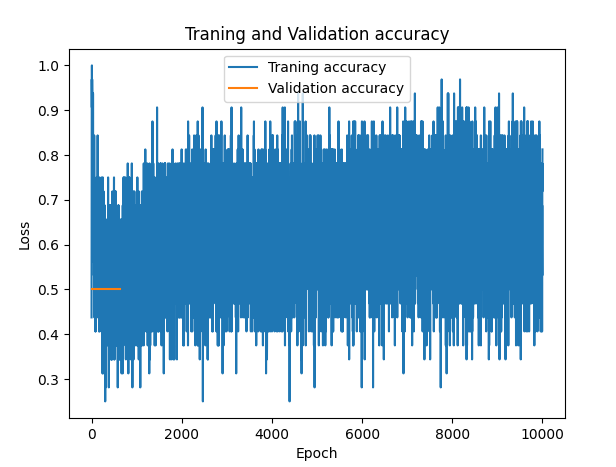 Traning and Validation accuracy
Traning accuracy
Validation accuracy
1.0
0.9
0.8
0.7
0.6
0.5
0.4
0.3
Loss
0 2000 4000 6000 8000 10000
Epoch